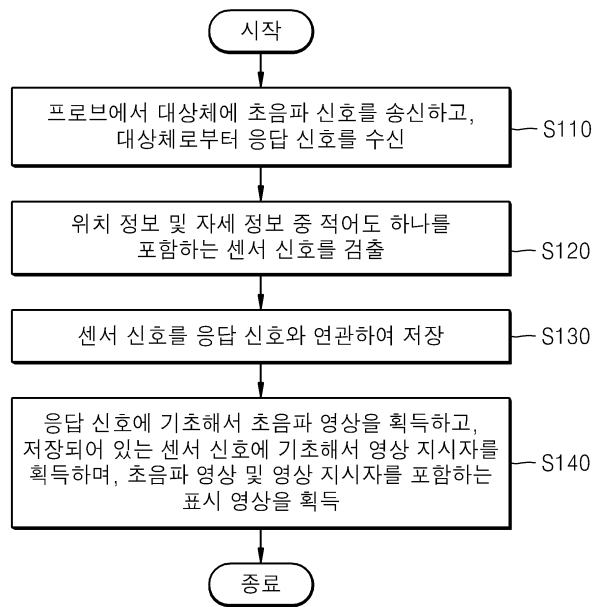 시작
프로브에서 대상체에 초음파 신호를 송신하고,
대상체로부터 응답 신호를 수신
S110
위치 정보 및 자세 정보 중 적어도 하나를
포함하는 센서 신호를 검출
S120
센서 신호를 응답 신호와 연관하여 저장
S130
응답 신호에 기초해서 초음파 영상을 획득하고,
저장되어 있는 센서 신호에 기초해서 영상 지시자를
획득하며, 초음파 영상 및 영상 지시자를 포함하는
표시 영상을 획득
S140
종료